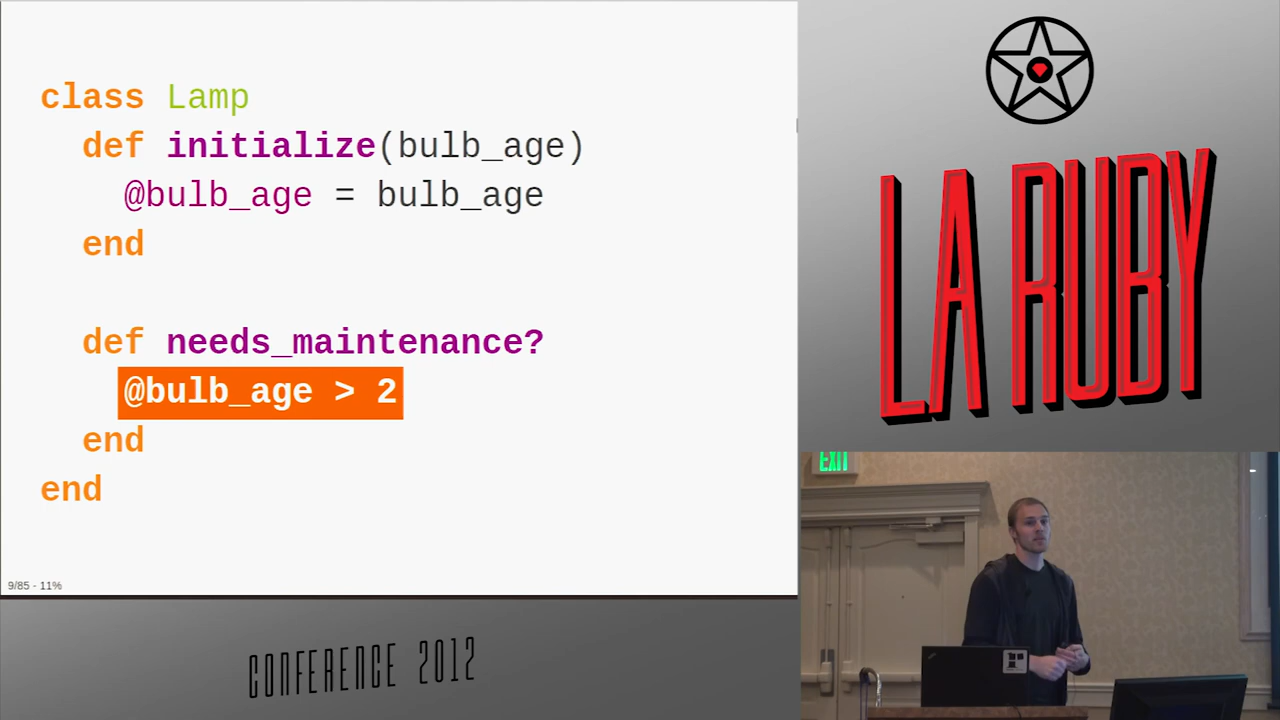 class Lamp
def initialize(bulb_age)
@bulb_age = bulb_age
end
def needs_maintenance?
@bulb_age > 2
end
end
9/85 - 11%
CONFERENCE 2012
LA RUBY
EXIT